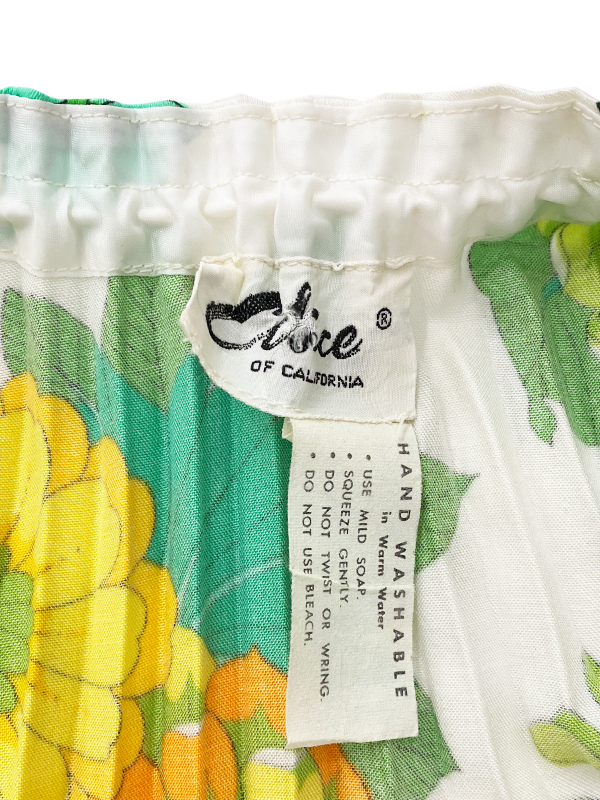 Alice ®
OF CALIFORNIA
HAND WASHABLE
in Warm Water
• USE MILD SOAP.
• SQUEEZE GENTLY.
• DO NOT TWIST OR WRING.
• DO NOT USE BLEACH.